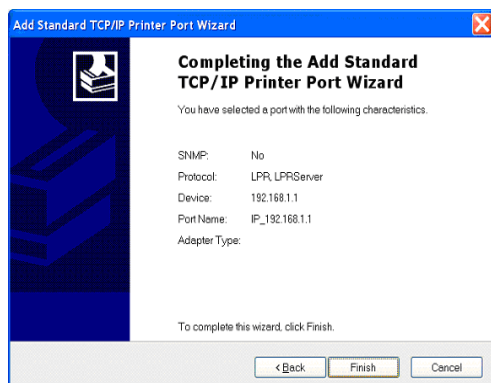 Add Standard TCP/IP Printer Port Wizard
Completing the Add Standard
TCP/IP Printer Port Wizard
You have selected a port with the following characteristics.
SNMP: No
Protocol: LPR, LPRServer
Device: 192.168.1.1
Port Name: IP_192.168.1.1
Adapter Type:
To complete this wizard, click Finish.
< Back Finish Cancel